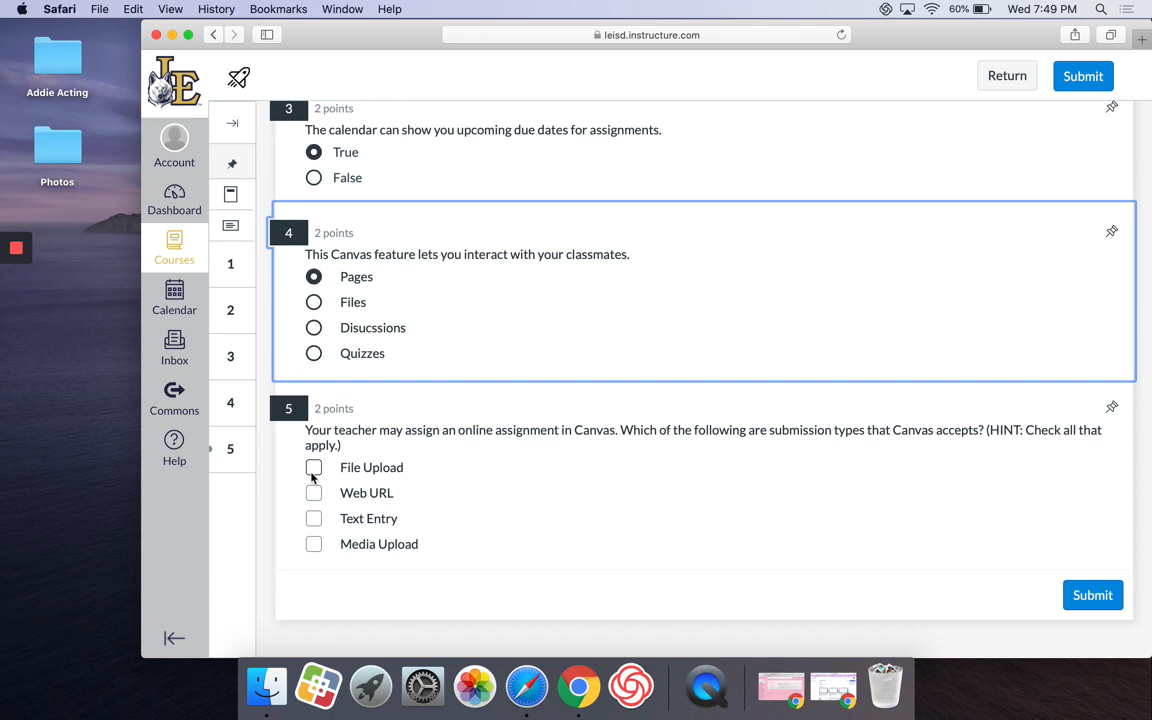 Safari File Edit View History Bookmarks Window Help 60% Wed 7:49 PM
Addie Acting
Photos
leisd.instructure.com
LE
Return Submit
Account
Dashboard
Courses
Calendar
Inbox
Commons
Help
1
2
3
4
5
3 2 points
The calendar can show you upcoming due dates for assignments.
True
False
4 2 points
This Canvas feature lets you interact with your classmates.
Pages
Files
Disucssions
Quizzes
5 2 points
Your teacher may assign an online assignment in Canvas. Which of the following are submission types that Canvas accepts? (HINT: Check all that
apply.)
File Upload
Web URL
Text Entry
Media Upload
Submit